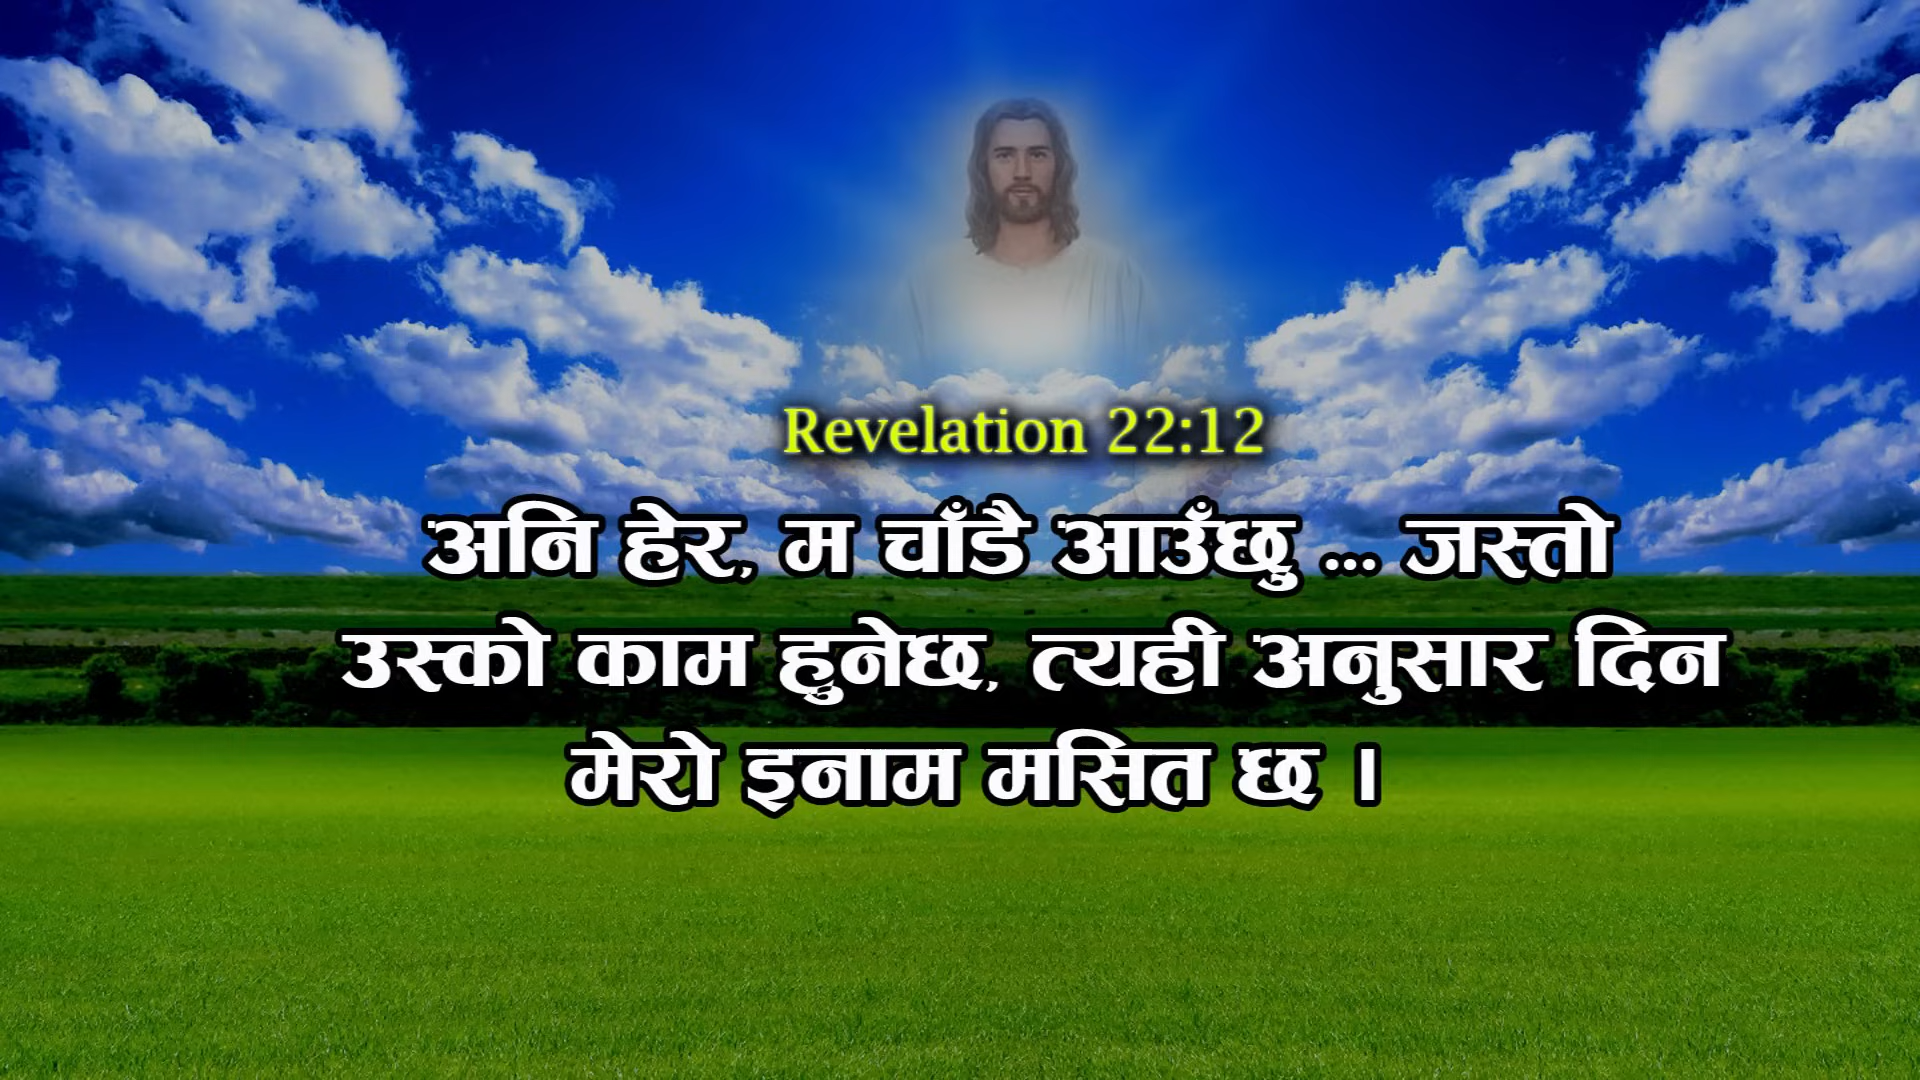 Revelation 22:12
अनि हेर, म चाँडै आउँछु ... जस्तो
उस्को काम हुनेछ, त्यही अनुसार दिन
मेरो इनाम मसित छ ।